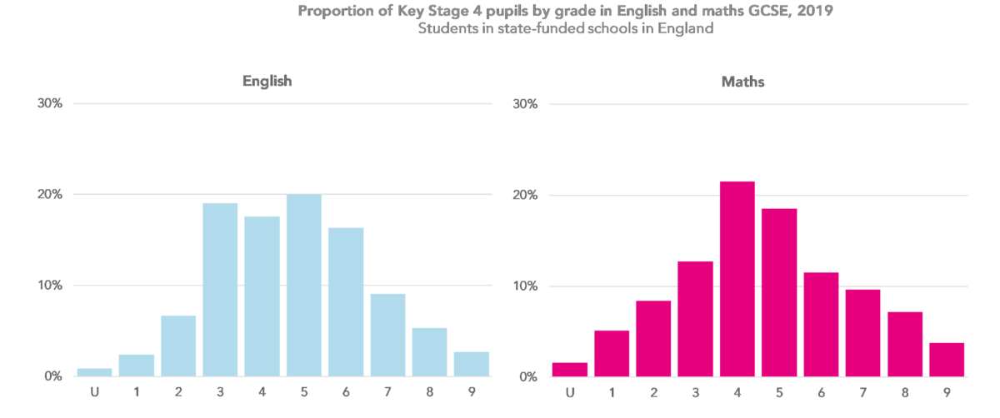 Proportion of Key Stage 4 pupils by grade in English and maths GCSE, 2019
Students in state-funded schools in England
English
30%
20%
10%
0%
U 1 2 3 4 5 6 7 8 9
Maths
30%
20%
10%
0%
U 1 2 3 4 5 6 7 8 9